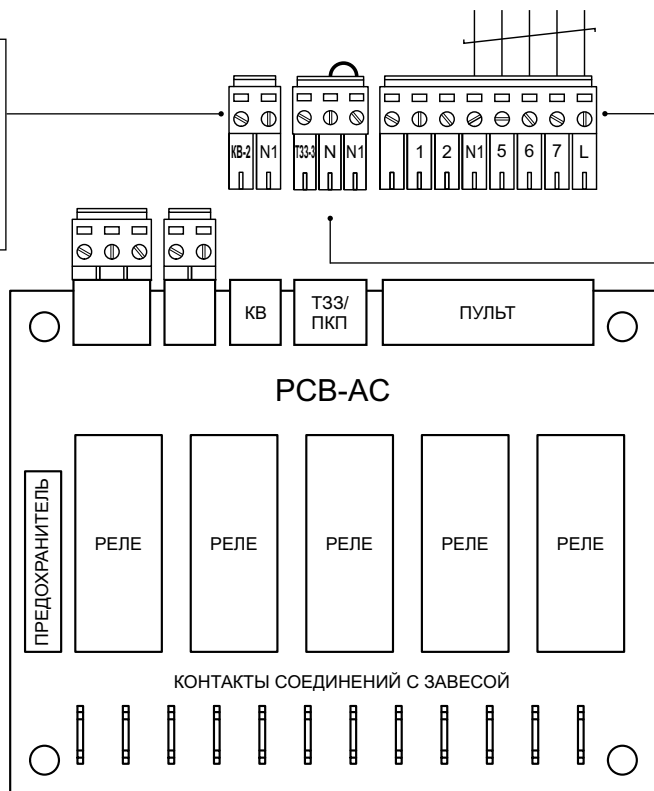 КВ-2 N1 ТЗЗ-3 N N1 1 2 N1 5 6 7 L
КВ
ТЗЗ/
ПКП
ПУЛЬТ
PCB-AC
ПРЕДОХРАНИТЕЛЬ
РЕЛЕ РЕЛЕ РЕЛЕ РЕЛЕ РЕЛЕ
КОНТАКТЫ СОЕДИНЕНИЙ С ЗАВЕСОЙ